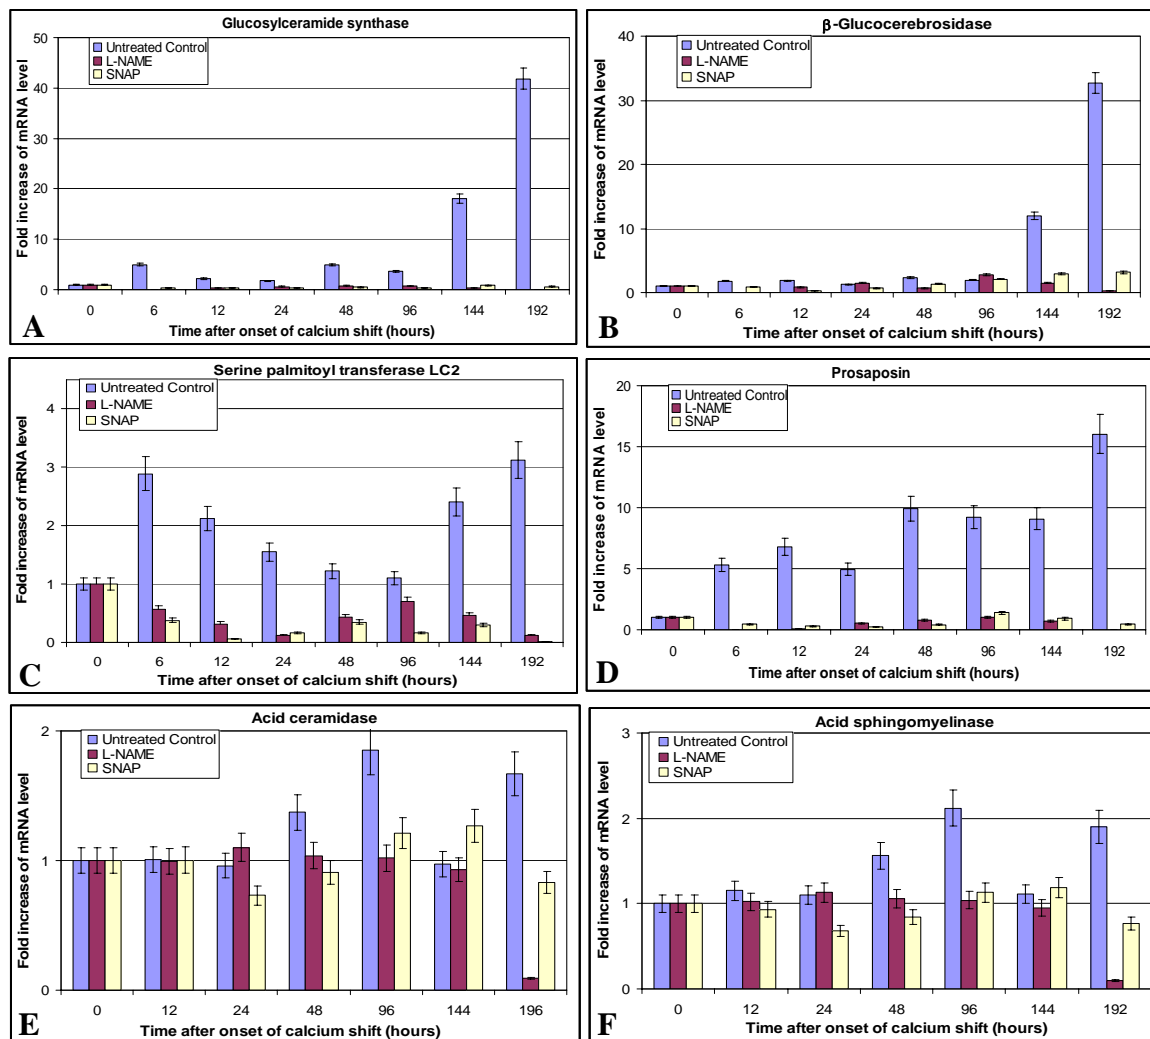 Glucosylceramide synthase
Untreated Control
L-NAME
SNAP
Fold increase of mRNA level
50
40
30
20
10
0
0 6 12 24 48 96 144 192
Time after onset of calcium shift (hours)
A
β-Glucocerebrosidase
Untreated Control
L-NAME
SNAP
Fold increase of mRNA level
40
30
20
10
0
0 6 12 24 48 96 144 192
Time after onset of calcium shift (hours)
B
Serine palmitoyl transferase LC2
Untreated Control
L-NAME
SNAP
Fold increase of mRNA level
4
3
2
1
0
0 6 12 24 48 96 144 192
Time after onset of calcium shift (hours)
C
Prosaposin
Untreated Control
L-NAME
SNAP
Fold increase of mRNA level
20
15
10
5
0
0 6 12 24 48 96 144 192
Time after onset of calcium shift (hours)
D
Acid ceramidase
Untreated Control
L-NAME
SNAP
Fold increase of mRNA level
2
1
0
0 12 24 48 96 144 196
Time after onset of calcium shift (hours)
E
Acid sphingomyelinase
Untreated Control
L-NAME
SNAP
Fold increase of mRNA level
3
2
1
0
0 12 24 48 96 144 192
Time after onset of calcium shift (hours)
F